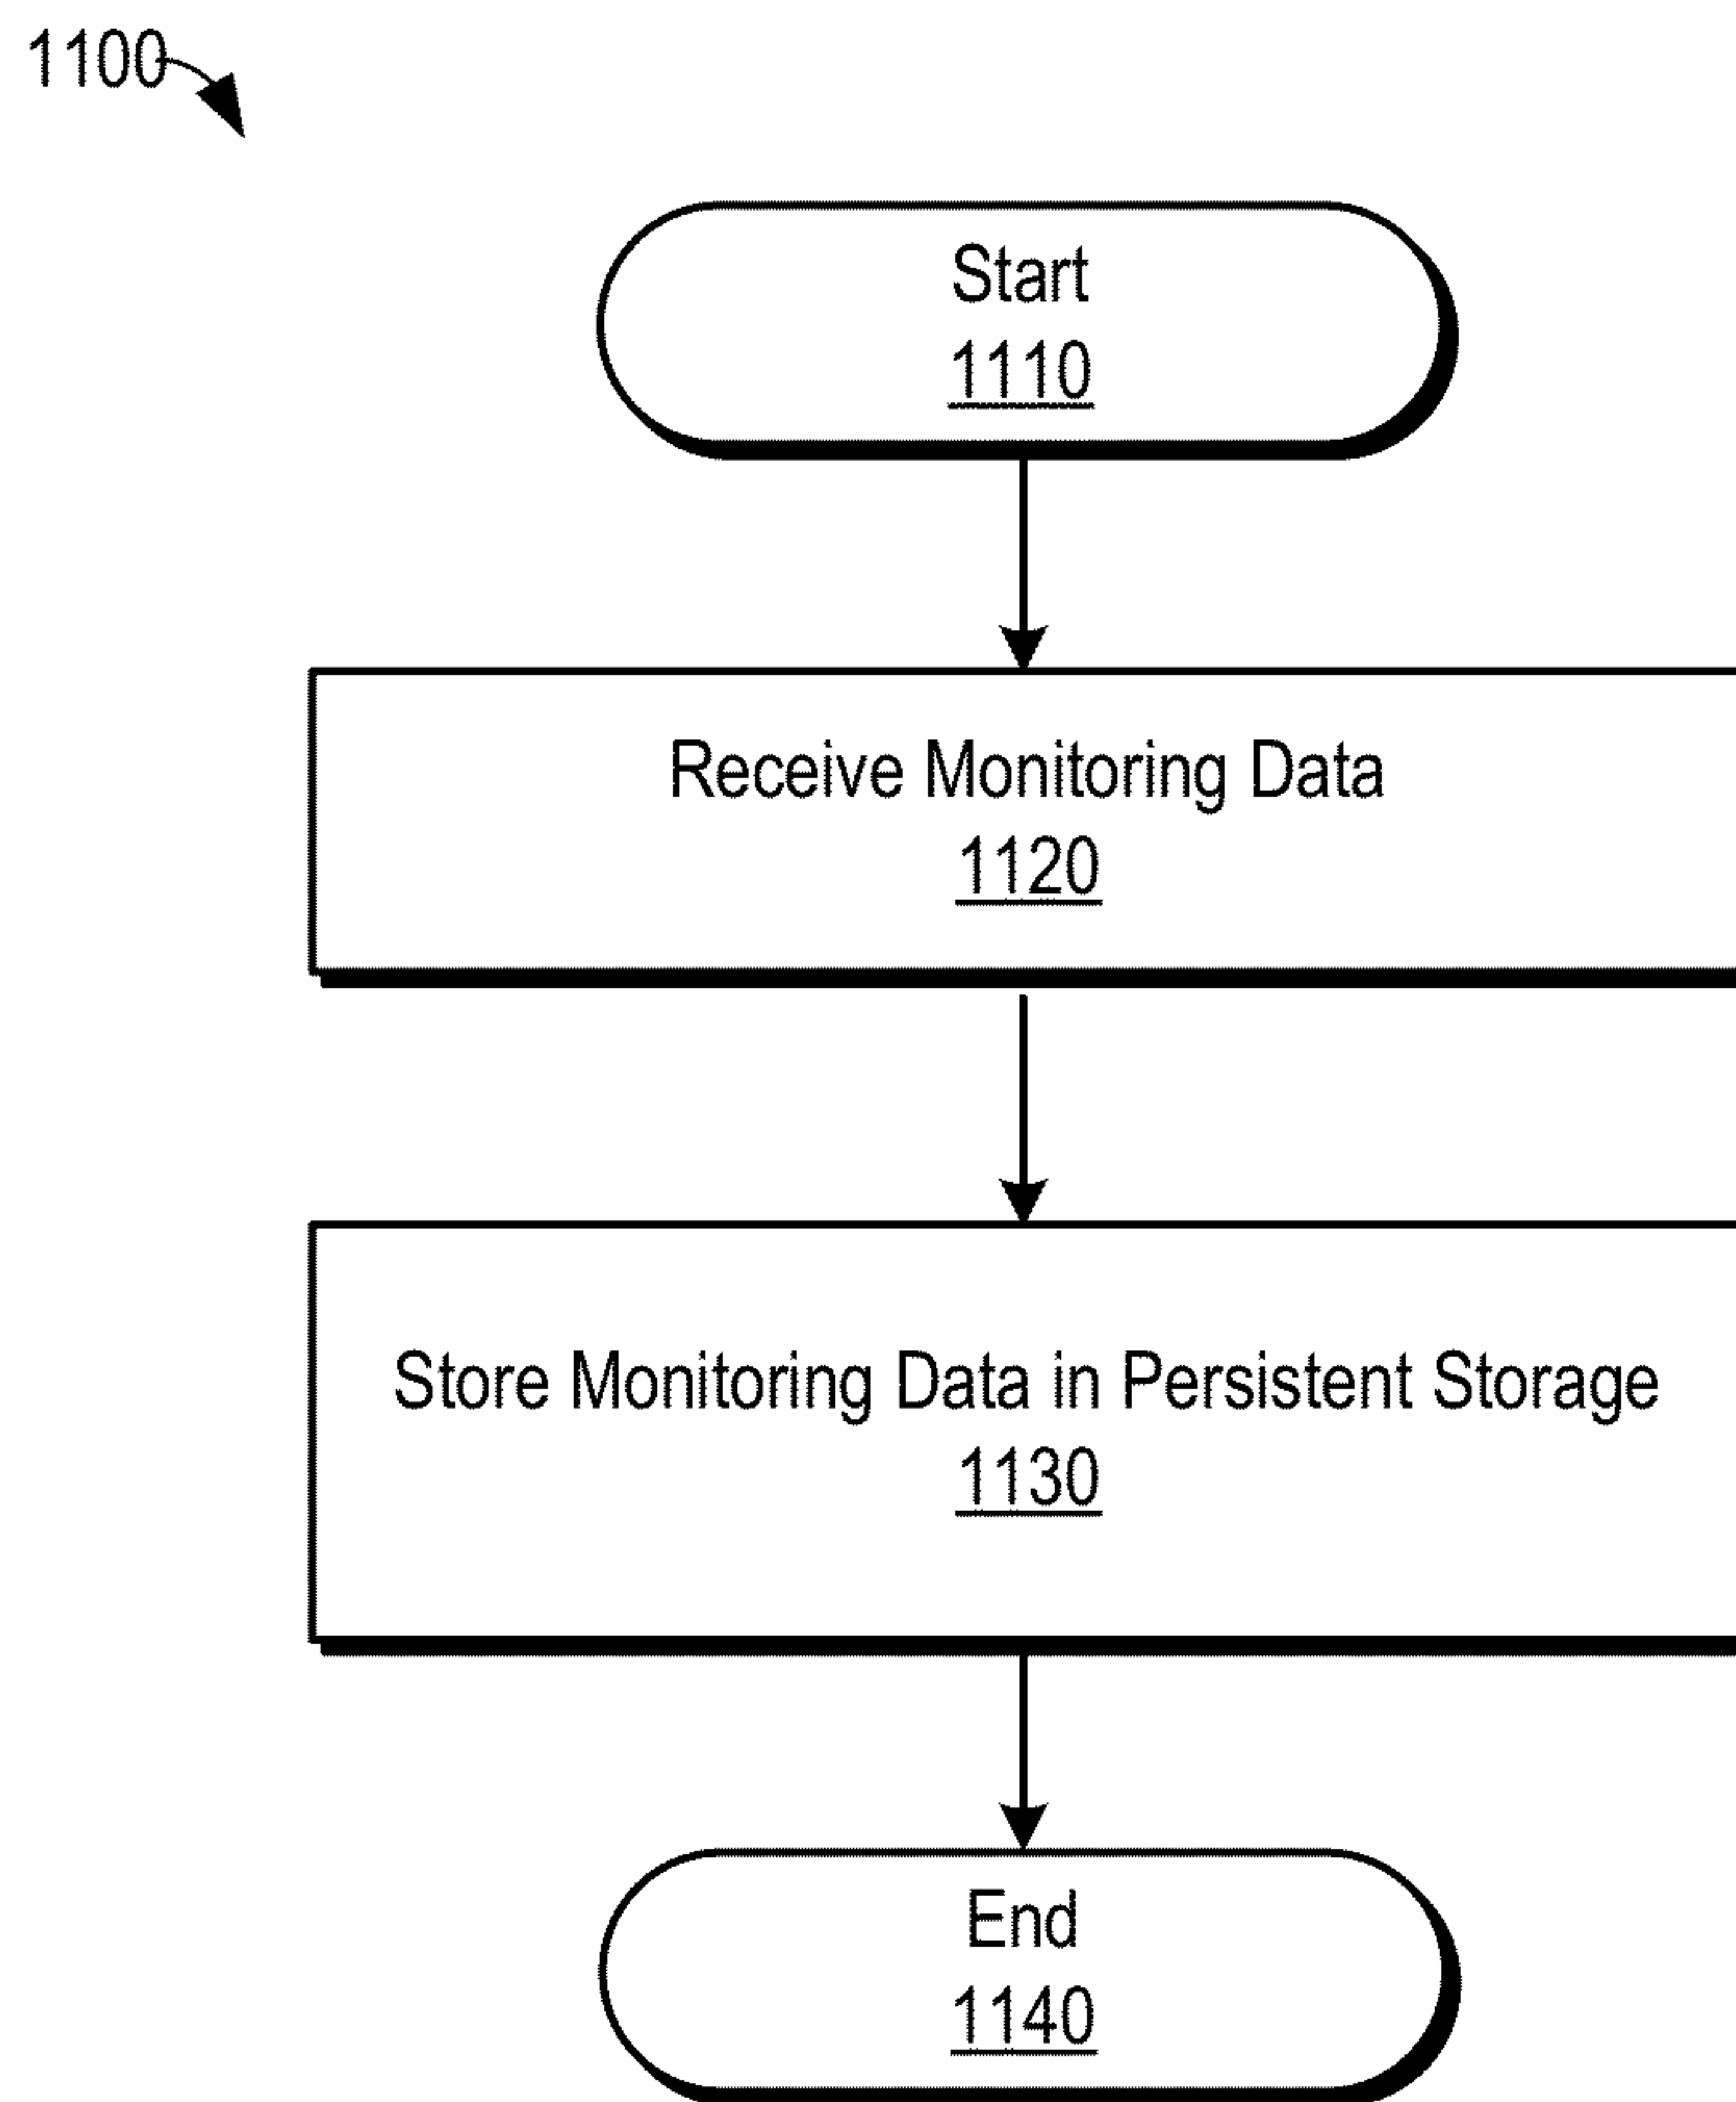 1100
Start
1110
Receive Monitoring Data
1120
Store Monitoring Data in Persistent Storage
1130
End
1140